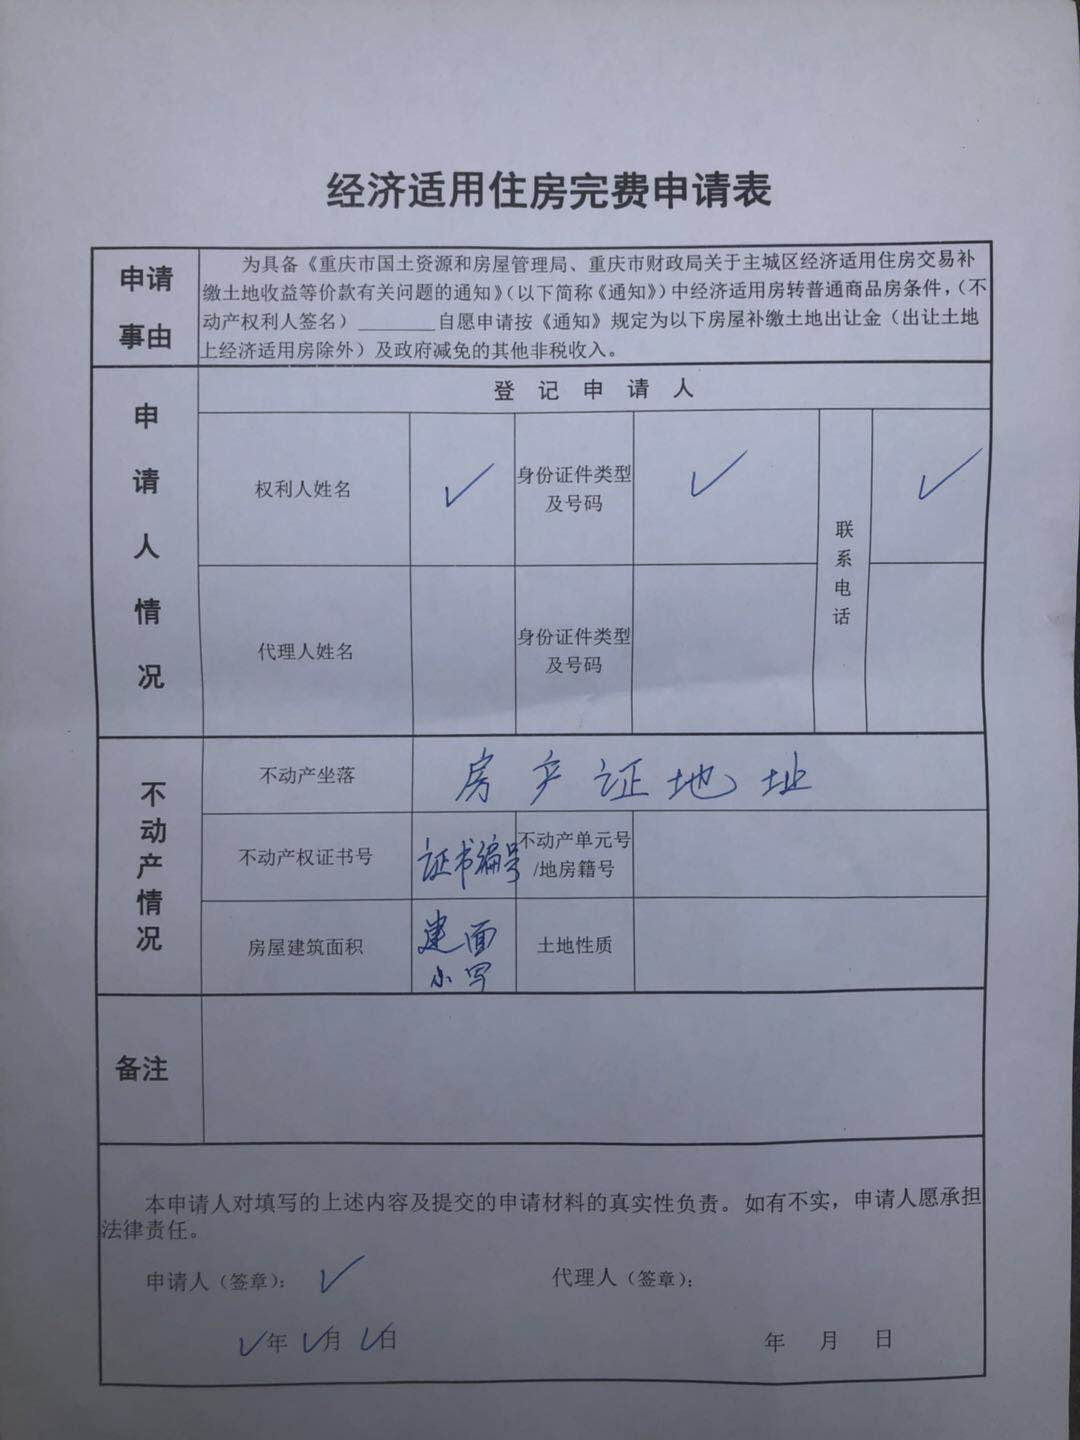 经济适用住房完费申请表
申请
事由
为具备《重庆市国土资源和房屋管理局、重庆市财政局关于主城区经济适用住房交易补
缴土地收益等价款有关问题的通知》（以下简称《通知》）中经济适用房转普通商品房条件，（不
动产权利人签名）________自愿申请按《通知》规定为以下房屋补缴土地出让金（出让土地
上经济适用房除外）及政府减免的其他非税收入。
申请人情况
登记申请人
权利人姓名 ✓ 身份证件类型
及号码 ✓ 联系电话 ✓
代理人姓名 身份证件类型
及号码
不动产情况
不动产坐落 房产证地址
不动产权证书号 证书编号 不动产单元号
/地房籍号
房屋建筑面积 建面
小写 土地性质
备注
本申请人对填写的上述内容及提交的申请材料的真实性负责。如有不实，申请人愿承担
法律责任。
申请人（签章）： ✓ 代理人（签章）：
✓年 ✓月 ✓日 年 月 日